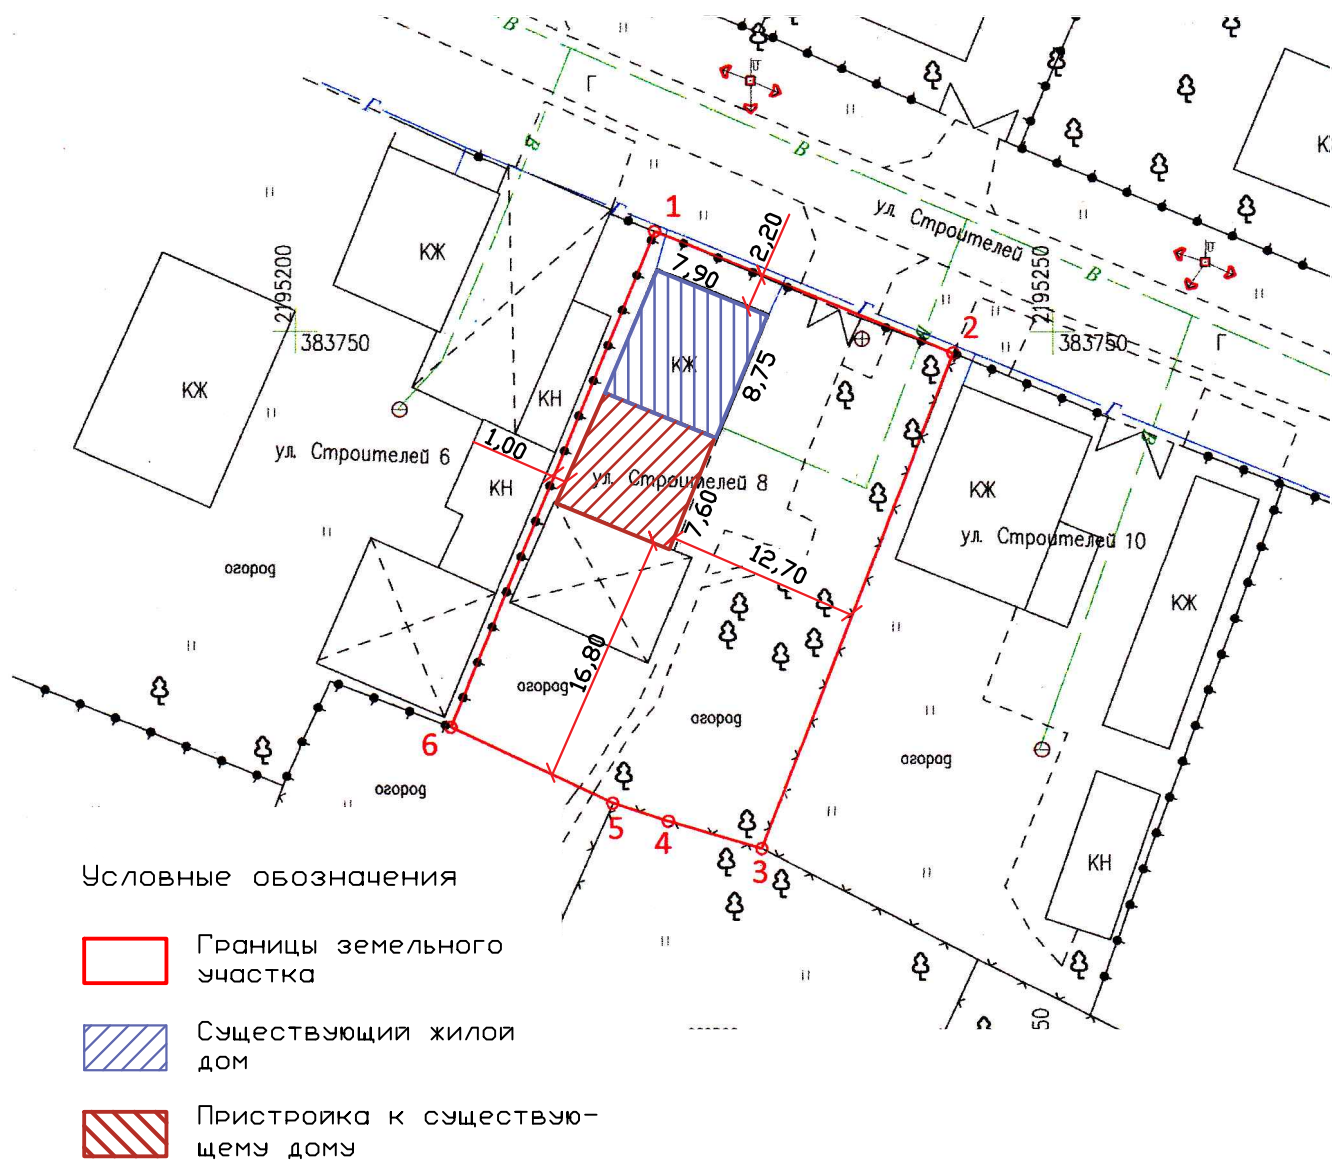 В
Г
Г
В
В
1
Г
2,20
ул. Строителей
КЖ
7,90
2195200
383750
КЖ
Г
2
2195250
383750
В
Г
КЖ
КЖ
8,75
КН
Г
В
1,00
ул. Строителей 6
КН
ул. Строителей 8
7,60
КЖ
ул. Строителей 10
12,70
огород
КЖ
16,80
огород
огород
огород
6
огород
5
4
3
КН
50
Условные обозначения
Границы земельного
участка
Существующий жилой
дом
Пристройка к существую-
щему дому